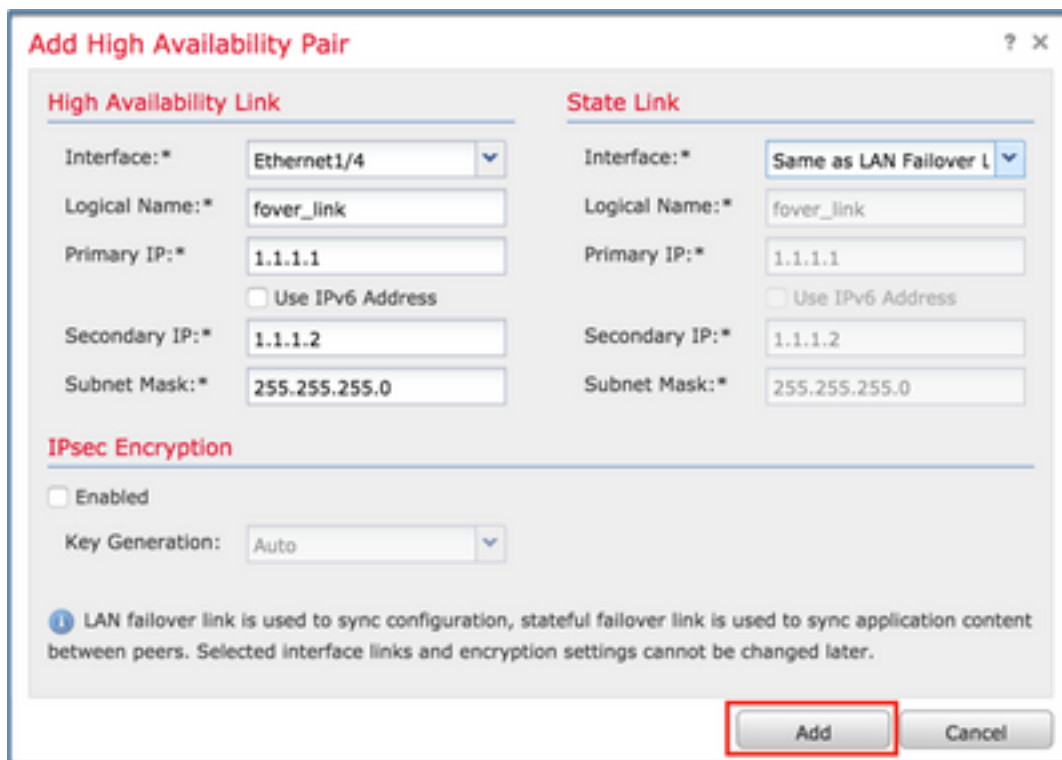 Add High Availability Pair
? ×
High Availability Link
Interface:* Ethernet1/4
Logical Name:* fover_link
Primary IP:* 1.1.1.1
Use IPv6 Address
Secondary IP:* 1.1.1.2
Subnet Mask:* 255.255.255.0
State Link
Interface:* Same as LAN Failover L
Logical Name:* fover_link
Primary IP:* 1.1.1.1
Use IPv6 Address
Secondary IP:* 1.1.1.2
Subnet Mask:* 255.255.255.0
IPsec Encryption
Enabled
Key Generation: Auto
LAN failover link is used to sync configuration, stateful failover link is used to sync application content
between peers. Selected interface links and encryption settings cannot be changed later.
Add
Cancel